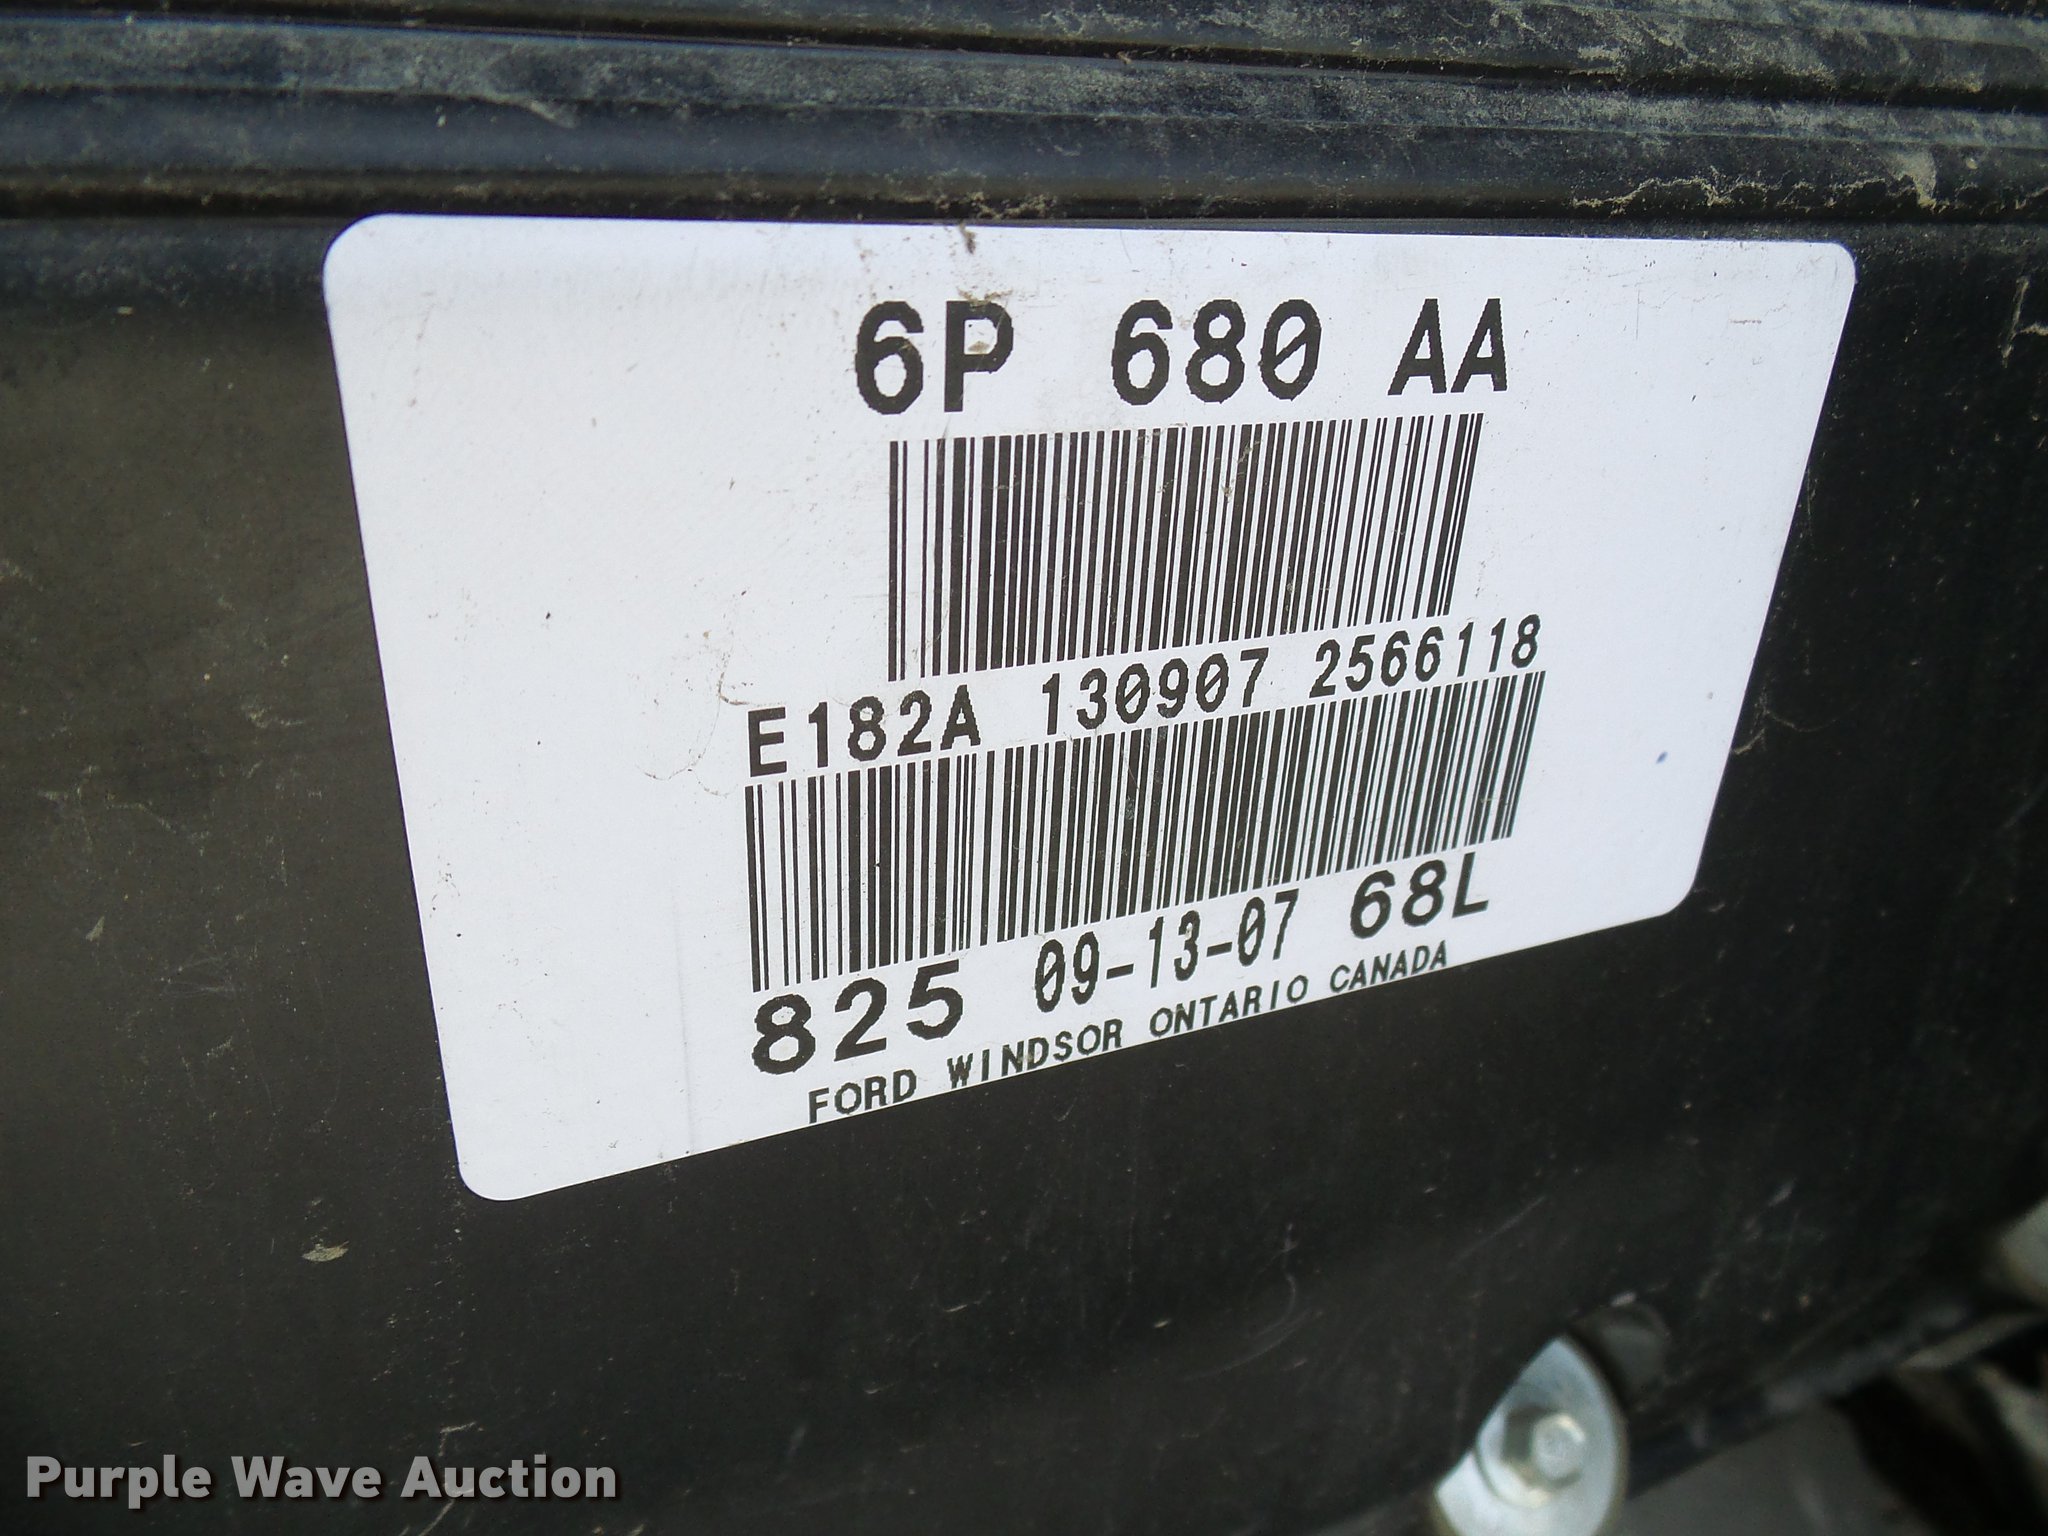 6P 680 AA
E182A 130907 2566118
825 09-13-07 68L
FORD WINDSOR ONTARIO CANADA
Purple Wave Auction